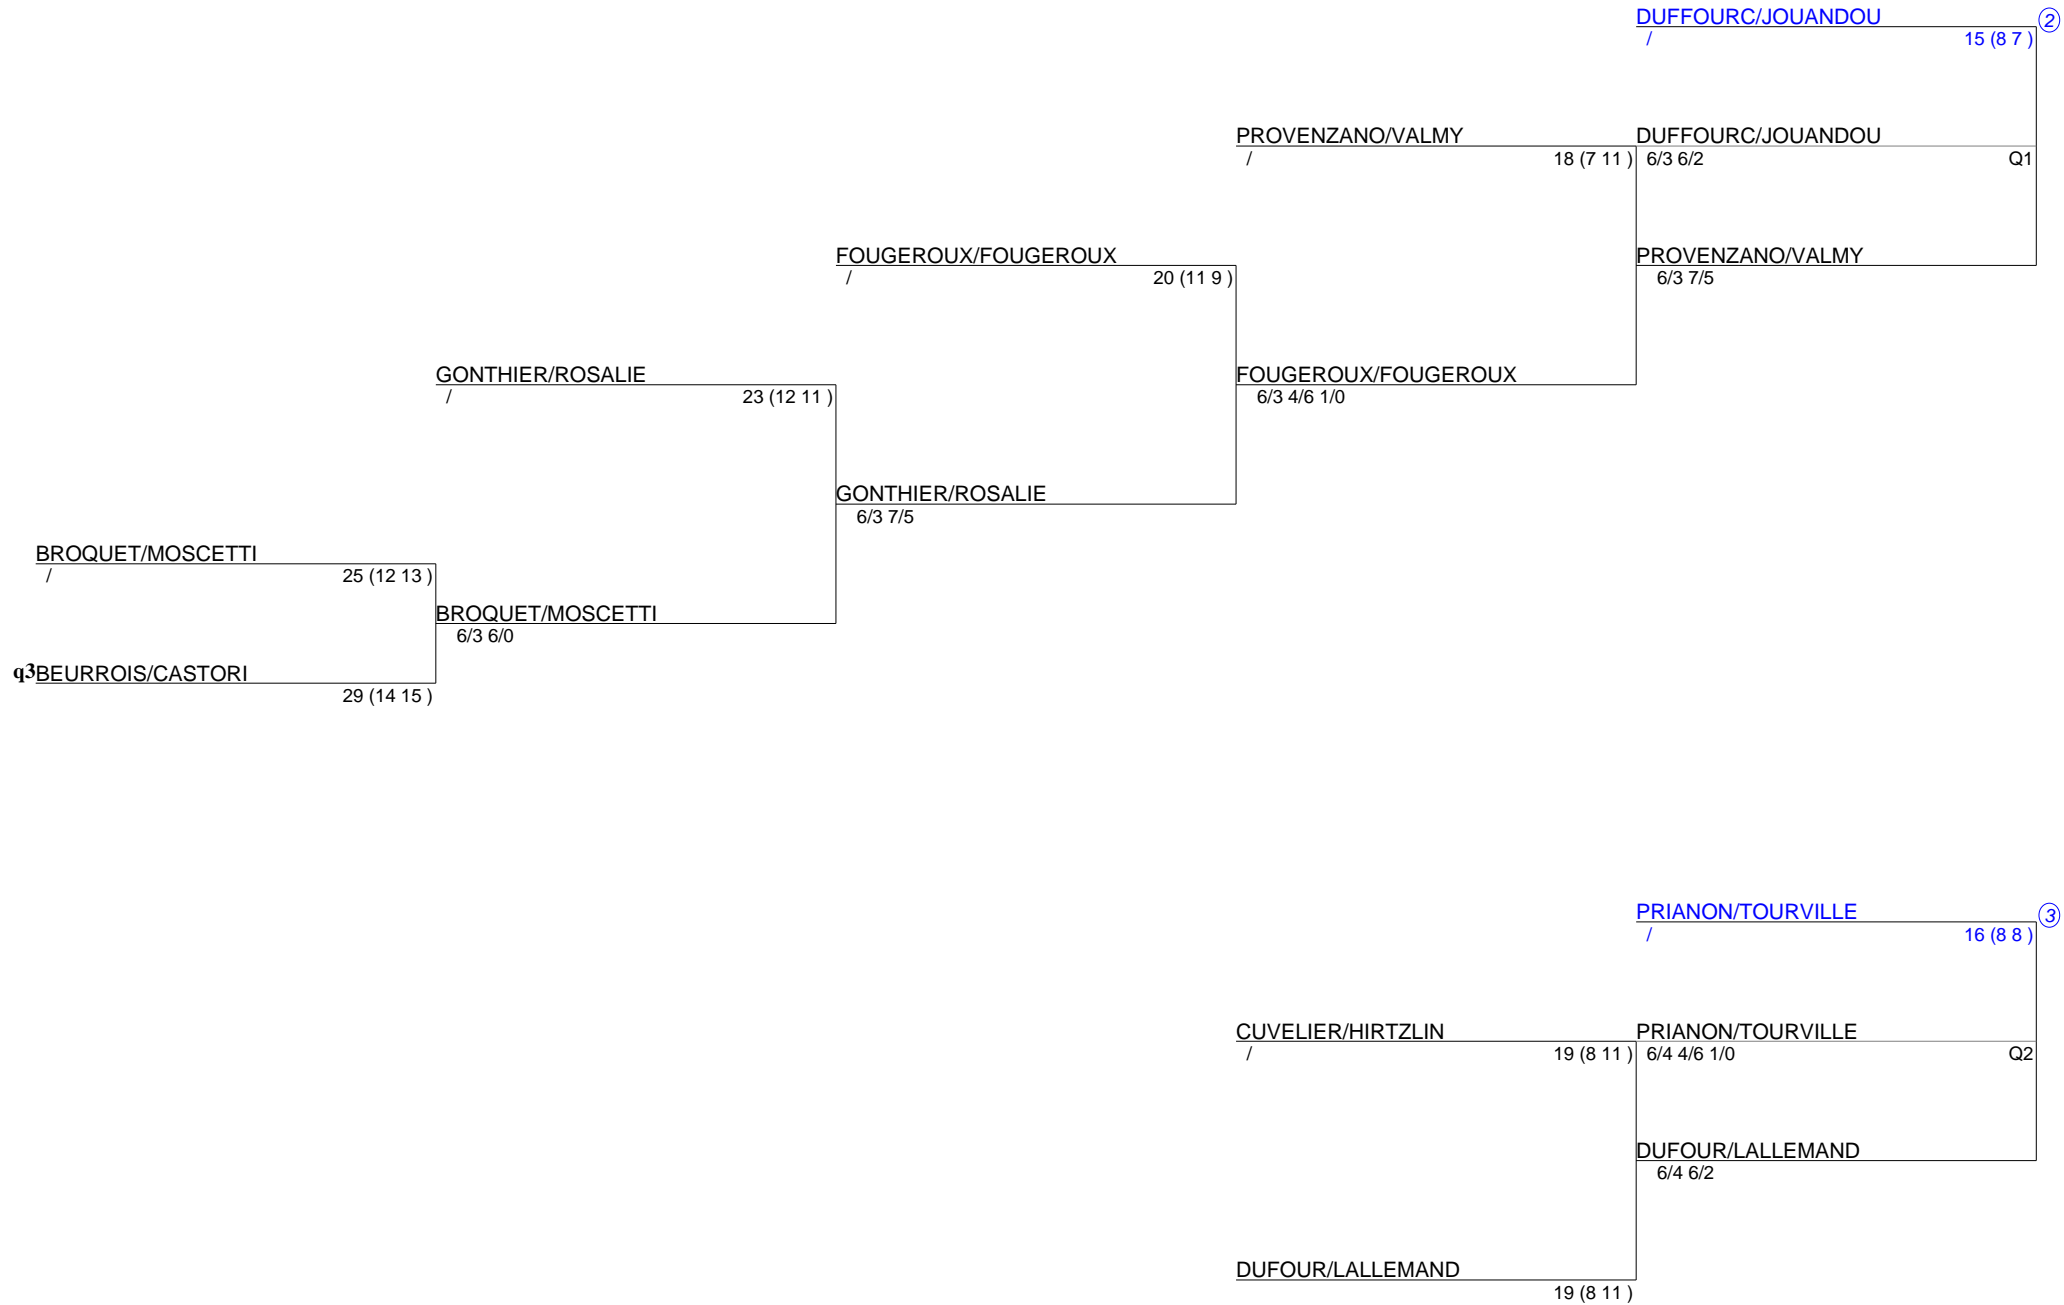 DUFFOURC/JOUANDOU ②
/ 15 (8 7 )
PROVENZANO/VALMY DUFFOURC/JOUANDOU
/ 18 (7 11 ) 6/3 6/2 Q1
FOUGEROUX/FOUGEROUX PROVENZANO/VALMY
/ 20 (11 9 ) 6/3 7/5
GONTHIER/ROSALIE FOUGEROUX/FOUGEROUX
/ 23 (12 11 ) 6/3 4/6 1/0
GONTHIER/ROSALIE
6/3 7/5
BROQUET/MOSCETTI
/ 25 (12 13 )
BROQUET/MOSCETTI
6/3 6/0
q3 BEURROIS/CASTORI
29 (14 15 )
PRIANON/TOURVILLE ③
/ 16 (8 8 )
CUVELIER/HIRTZLIN PRIANON/TOURVILLE
/ 19 (8 11 ) 6/4 4/6 1/0 Q2
DUFOUR/LALLEMAND
6/4 6/2
DUFOUR/LALLEMAND
19 (8 11 )